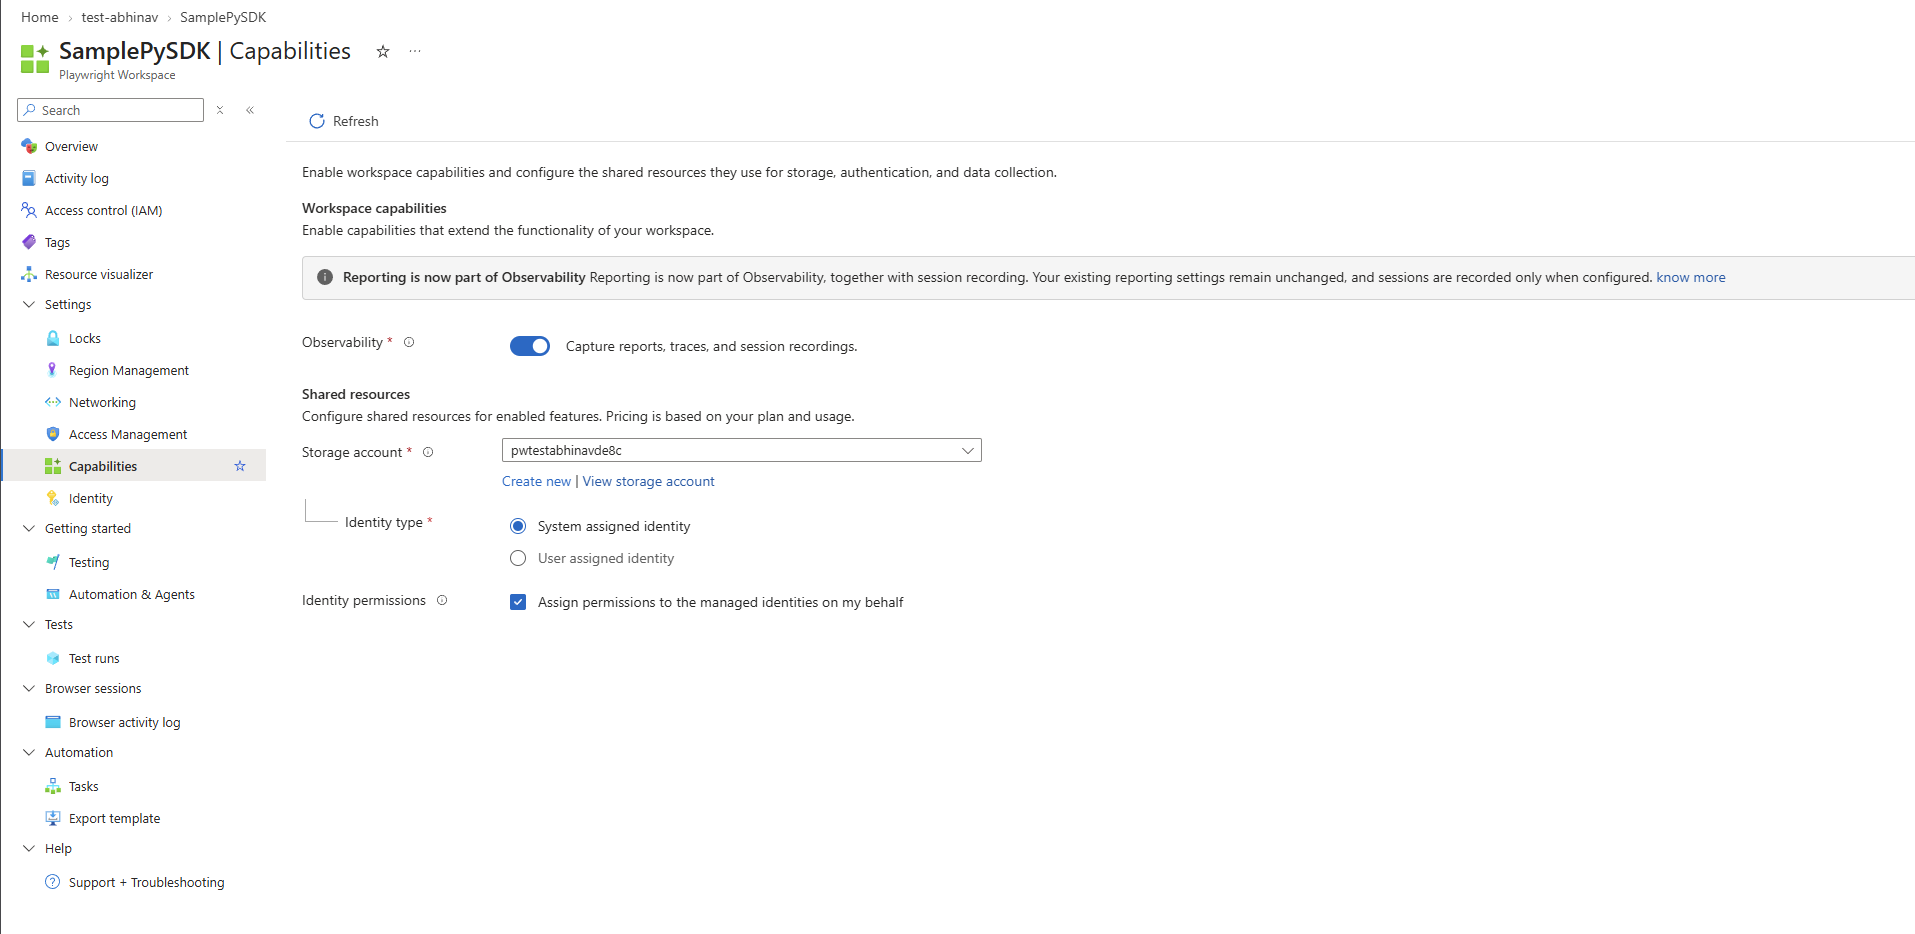 Home > test-abhinav > SamplePySDK
SamplePySDK | Capabilities
Playwright Workspace
Search
Overview
Activity log
Access control (IAM)
Tags
Resource visualizer
Settings
Locks
Region Management
Networking
Access Management
Capabilities
Identity
Getting started
Testing
Automation & Agents
Tests
Test runs
Browser sessions
Browser activity log
Automation
Tasks
Export template
Help
Support + Troubleshooting
Refresh
Enable workspace capabilities and configure the shared resources they use for storage, authentication, and data collection.
Workspace capabilities
Enable capabilities that extend the functionality of your workspace.
Reporting is now part of Observability Reporting is now part of Observability, together with session recording. Your existing reporting settings remain unchanged, and sessions are recorded only when configured. know more
Observability * Capture reports, traces, and session recordings.
Shared resources
Configure shared resources for enabled features. Pricing is based on your plan and usage.
Storage account * pwtestabhinavde8c
Create new | View storage account
Identity type * System assigned identity
User assigned identity
Identity permissions Assign permissions to the managed identities on my behalf